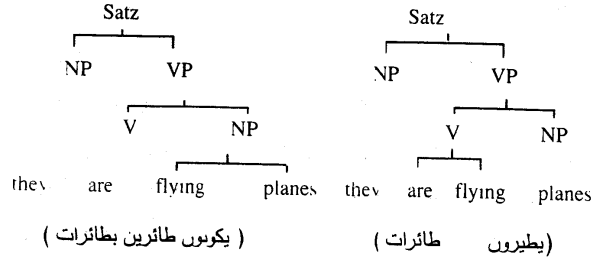 Satz Satz
NP VP NP VP
V NP V NP
they are flying planes they are flying planes
( يكونون طائرين بطائرات ) (يطيرون طائرات )